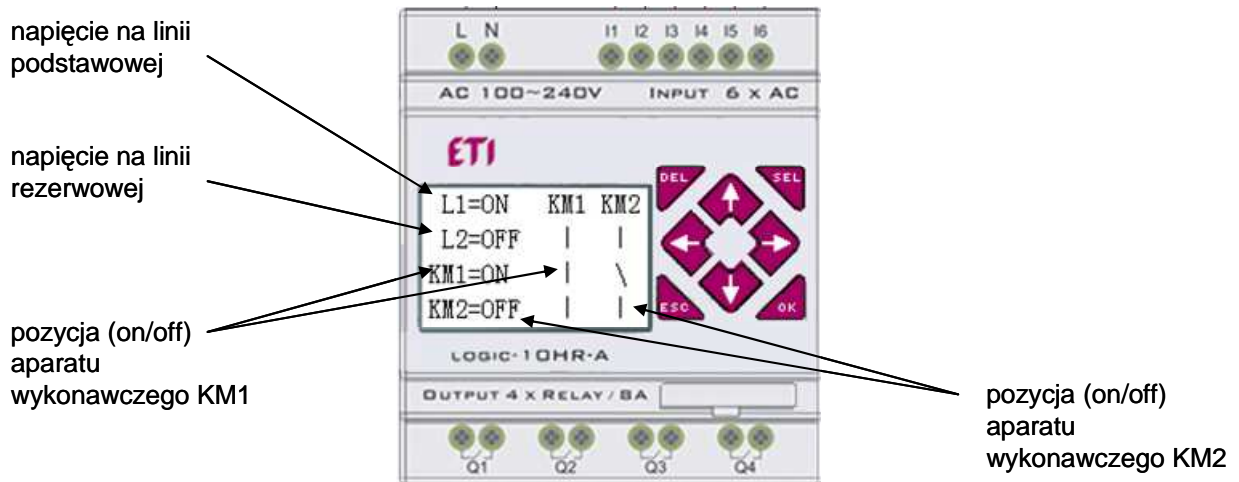 napięcie na linii
podstawowej
napięcie na linii
rezerwowej
pozycja (on/off)
aparatu
wykonawczego KM1
L N I1 I2 I3 I4 I5 I6
AC 100~240V INPUT 6 x AC
ETI
DEL SEL
L1=ON KM1 KM2
L2=OFF | |
KM1=ON | \
KM2=OFF | |
ESC OK
LOGIC-10HR-A
OUTPUT 4 x RELAY / 8A
Q1 Q2 Q3 Q4
pozycja (on/off)
aparatu
wykonawczego KM2